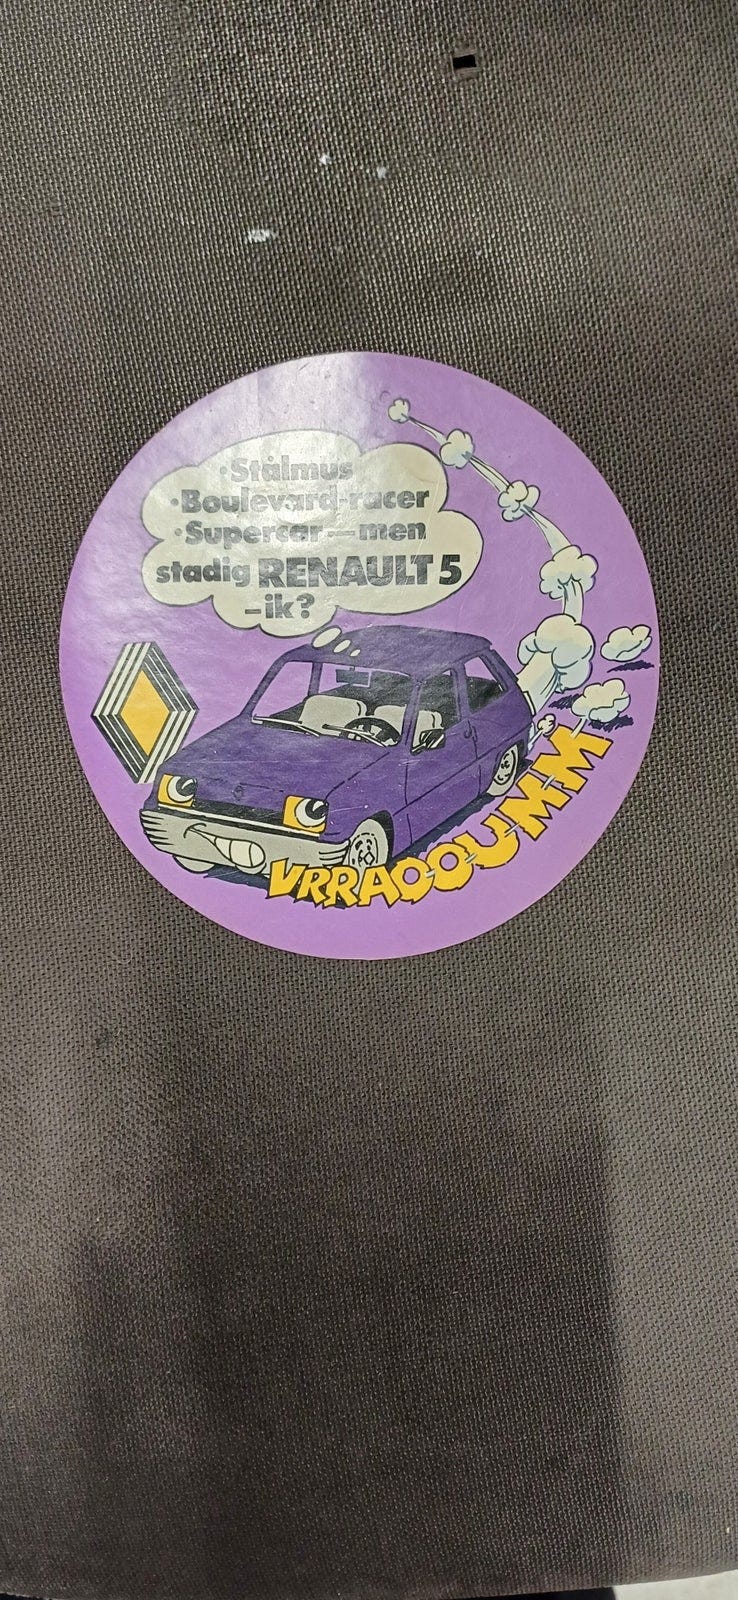 •Stålmus
•Boulevard-racer
•Supercar—men
stadig RENAULT 5
–ik?
VRRAOOUMM